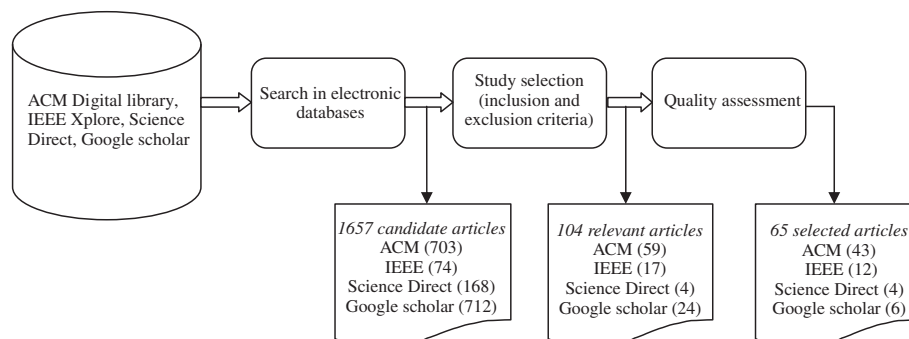 ACM Digital library,
IEEE Xplore, Science
Direct, Google scholar
Search in electronic
databases
Study selection
(inclusion and
exclusion criteria)
Quality assessment
1657 candidate articles
ACM (703)
IEEE (74)
Science Direct (168)
Google scholar (712)
104 relevant articles
ACM (59)
IEEE (17)
Science Direct (4)
Google scholar (24)
65 selected articles
ACM (43)
IEEE (12)
Science Direct (4)
Google scholar (6)